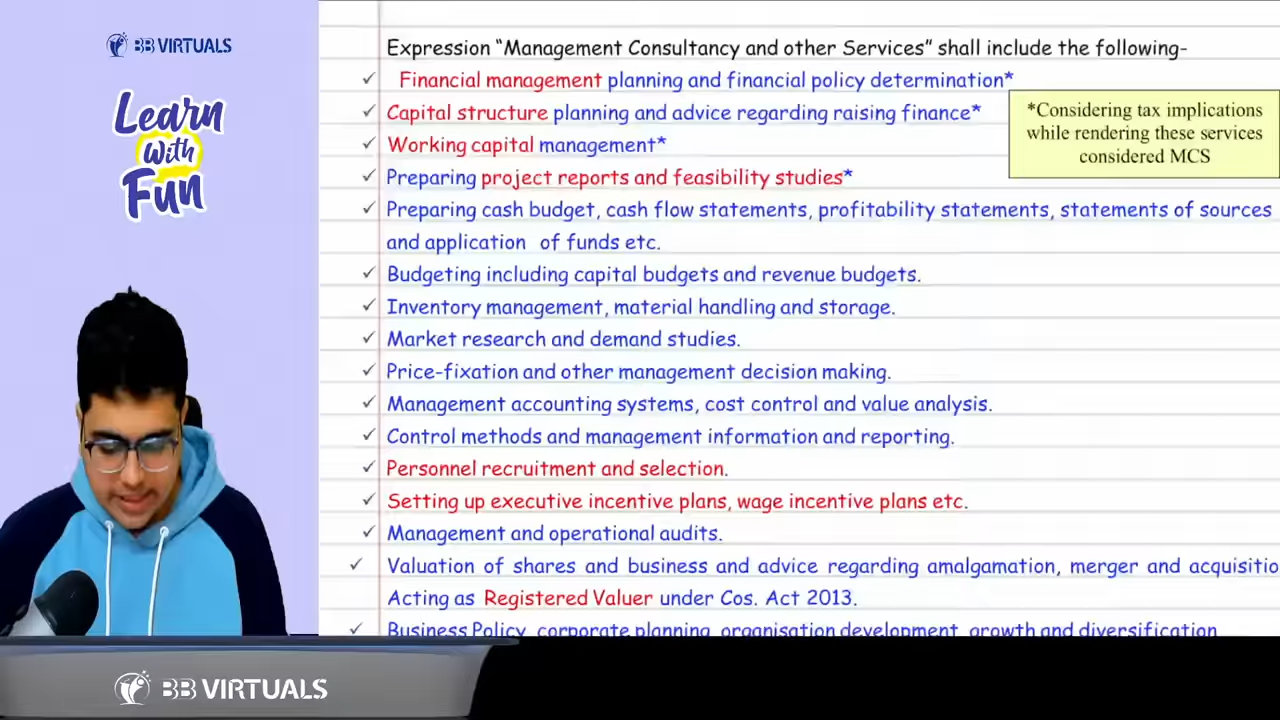 BB VIRTUALS
Learn
With
Fun
Expression “Management Consultancy and other Services” shall include the following-
✓ Financial management planning and financial policy determination*
✓ Capital structure planning and advice regarding raising finance*
✓ Working capital management*
✓ Preparing project reports and feasibility studies*
*Considering tax implications
while rendering these services
considered MCS
✓ Preparing cash budget, cash flow statements, profitability statements, statements of sources
and application of funds etc.
✓ Budgeting including capital budgets and revenue budgets.
✓ Inventory management, material handling and storage.
✓ Market research and demand studies.
✓ Price-fixation and other management decision making.
✓ Management accounting systems, cost control and value analysis.
✓ Control methods and management information and reporting.
✓ Personnel recruitment and selection.
✓ Setting up executive incentive plans, wage incentive plans etc.
✓ Management and operational audits.
✓ Valuation of shares and business and advice regarding amalgamation, merger and acquisitio
Acting as Registered Valuer under Cos. Act 2013.
✓ Business Policy, corporate planning, organisation development, growth and diversification
BB VIRTUALS